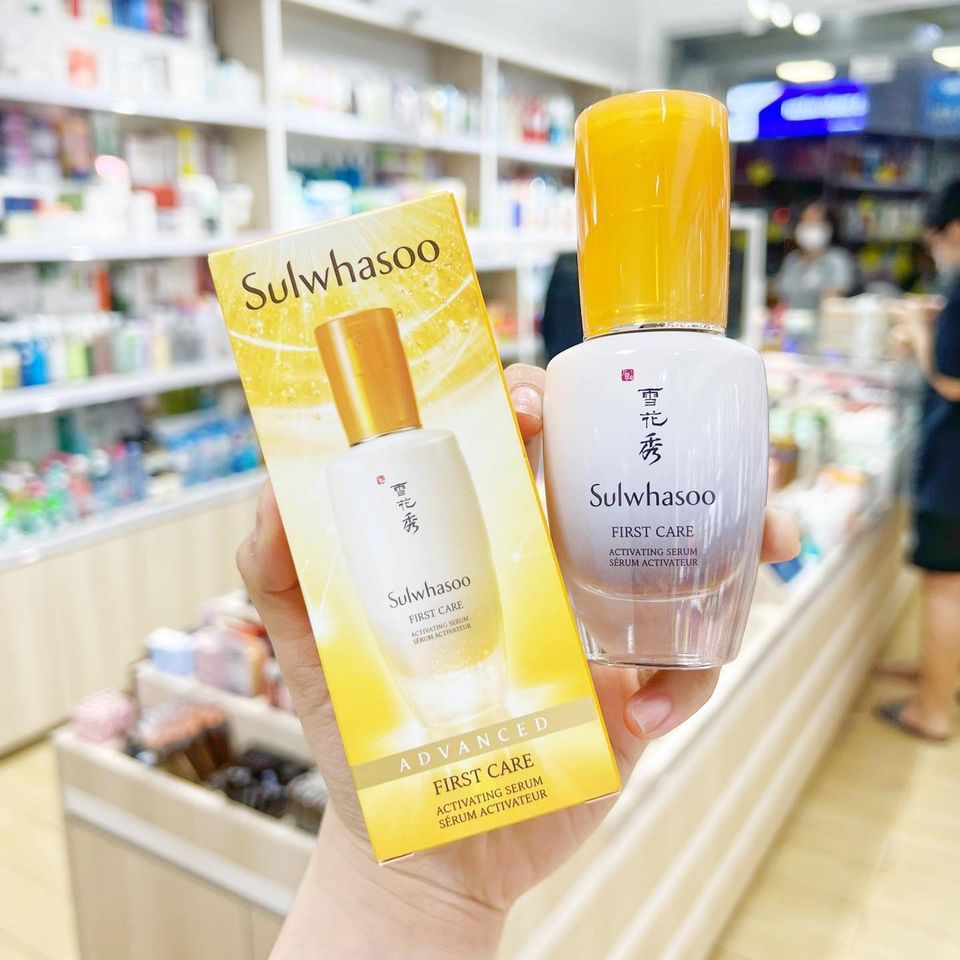 Sulwhasoo
雪花秀
Sulwhasoo
FIRST CARE
ACTIVATING SERUM
SÉRUM ACTIVATEUR
ADVANCED
FIRST CARE
ACTIVATING SERUM
SÉRUM ACTIVATEUR
雪花秀
Sulwhasoo
FIRST CARE
ACTIVATING SERUM
SÉRUM ACTIVATEUR